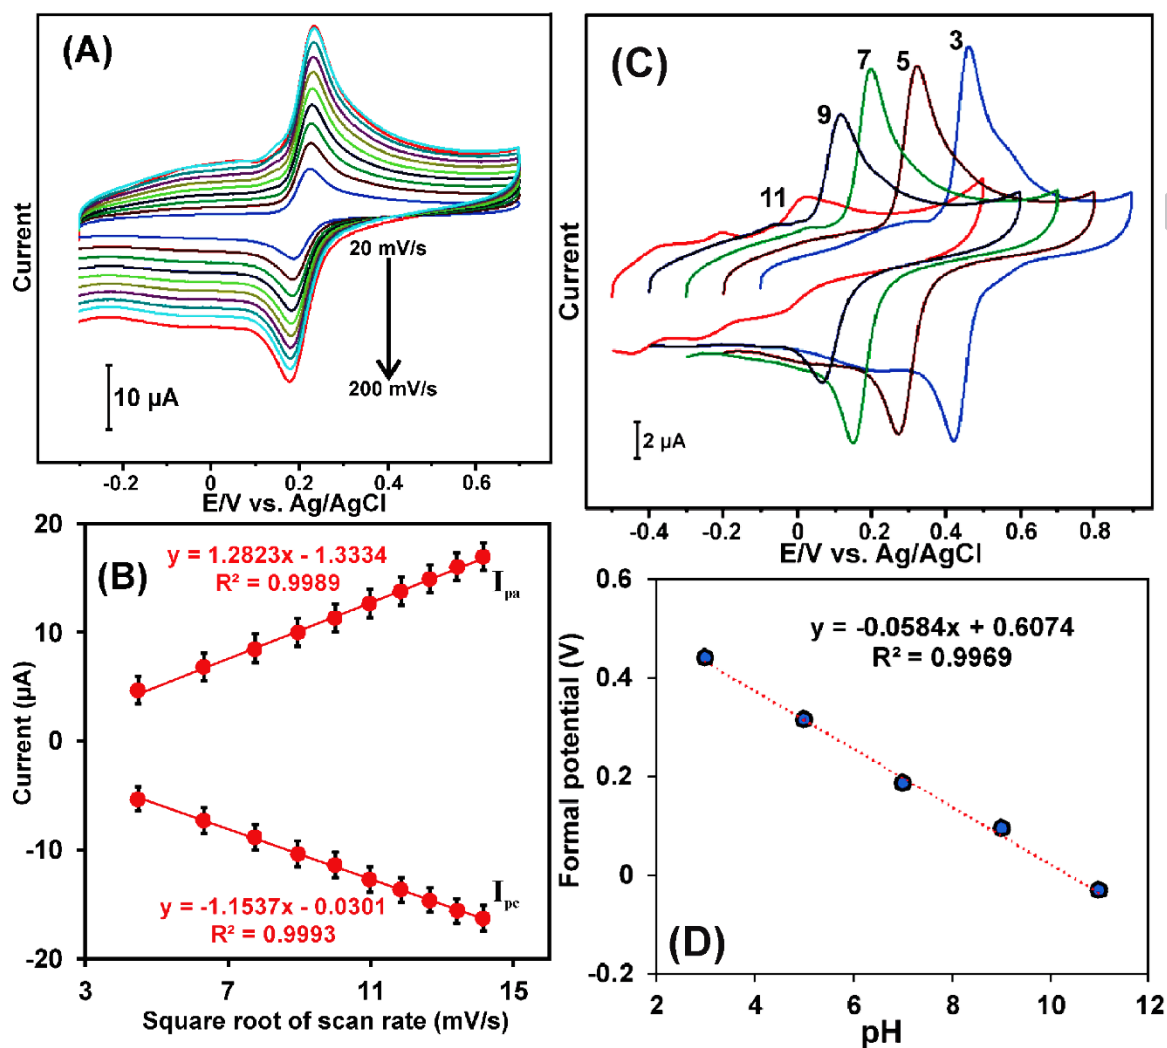 (A)
Current
20 mV/s
200 mV/s
10 µA
-0.2 0 0.2 0.4 0.6
E/V vs. Ag/AgCl
(C)
3
5
7
9
11
Current
2 µA
-0.4 -0.2 0 0.2 0.4 0.6 0.8
E/V vs. Ag/AgCl
(B)
y = 1.2823x - 1.3334
R² = 0.9989
Ipa
Current (µA)
20
10
0
-10
-20
Ipc
y = -1.1537x - 0.0301
R² = 0.9993
3 7 11 15
Square root of scan rate (mV/s)
y = -0.0584x + 0.6074
R² = 0.9969
Formal potential (V)
0.6
0.4
0.2
0
-0.2
(D)
2 4 6 8 10 12
pH